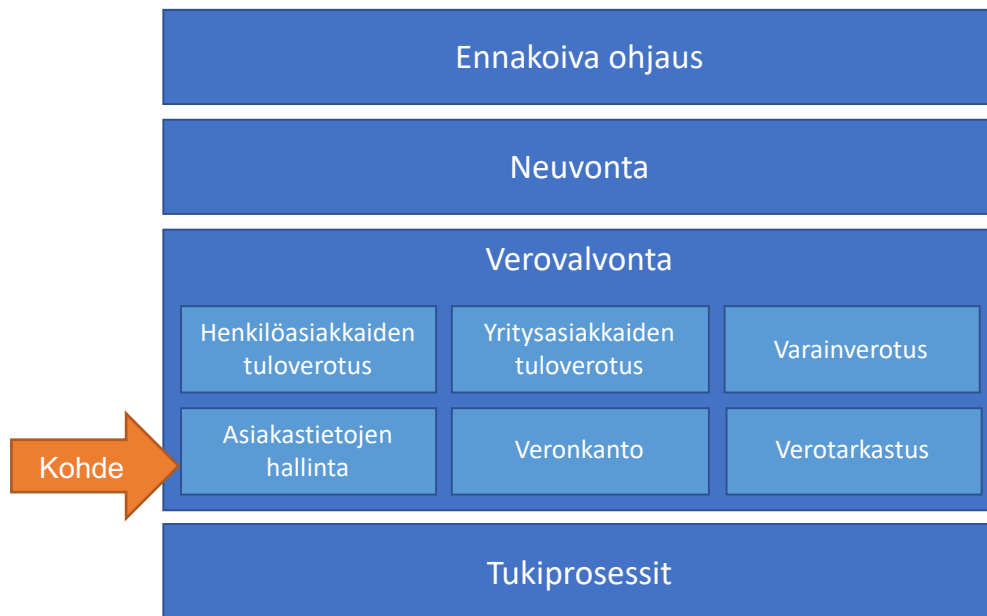 Ennakoiva ohjaus
Neuvonta
Verovalvonta
Henkilöasiakkaiden
tuloverotus
Yritysasiakkaiden
tuloverotus
Varainverotus
Kohde
Asiakastietojen
hallinta
Veronkanto
Verotarkastus
Tukiprosessit